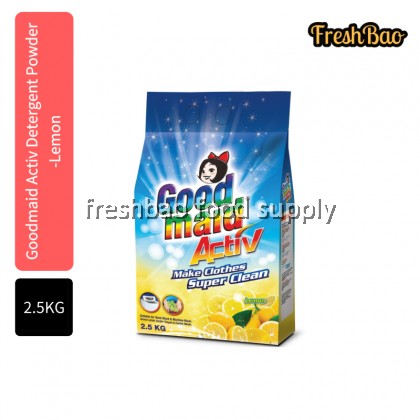 FreshBao
Goodmaid Activ Detergent Powder
-Lemon
2.5KG
freshbao food supply
Good
maid
Activ
Make Clothes
Super Clean
2.5 KG